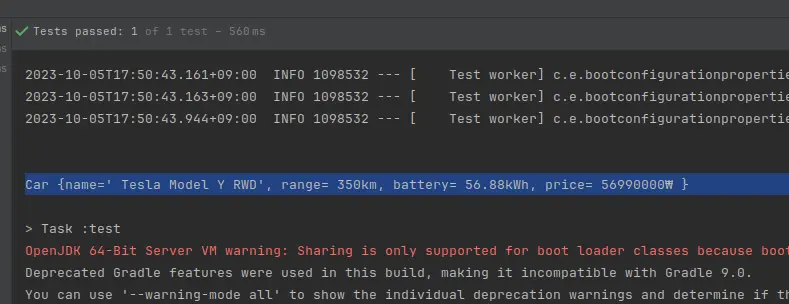 Tests passed: 1 of 1 test – 560 ms
2023-10-05T17:50:43.161+09:00  INFO 1098532 --- [    Test worker] c.e.bootconfigurationpropertie
2023-10-05T17:50:43.163+09:00  INFO 1098532 --- [    Test worker] c.e.bootconfigurationpropertie
2023-10-05T17:50:43.944+09:00  INFO 1098532 --- [    Test worker] c.e.bootconfigurationpropertie
Car {name=' Tesla Model Y RWD', range= 350km, battery= 56.88kWh, price= 56990000₩ }
> Task :test
OpenJDK 64-Bit Server VM warning: Sharing is only supported for boot loader classes because boot
Deprecated Gradle features were used in this build, making it incompatible with Gradle 9.0.
You can use '--warning-mode all' to show the individual deprecation warnings and determine if th